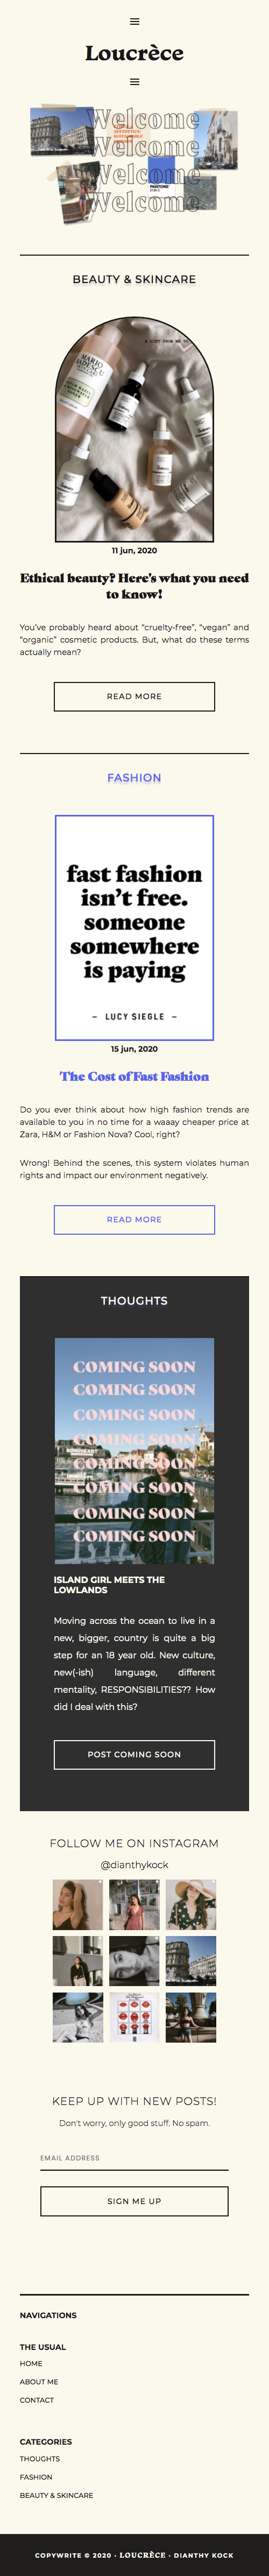 Loucrèce
Welcome
Welcome
Welcome
Welcome
PANTONE
BEAUTY & SKINCARE
A GIFT FROM ME TO
MARIO
BADESCU
11 jun, 2020
Ethical beauty? Here's what you need
to know!
You've probably heard about “cruelty-free”, “vegan” and
“organic” cosmetic products. But, what do these terms
actually mean?
READ MORE
FASHION
fast fashion
isn't free.
someone
somewhere
is paying
– LUCY SIEGLE –
15 jun, 2020
The Cost of Fast Fashion
Do you ever think about how high fashion trends are
available to you in no time for a waaay cheaper price at
Zara, H&M or Fashion Nova? Cool, right?
Wrong! Behind the scenes, this system violates human
rights and impact our environment negatively.
READ MORE
THOUGHTS
COMING SOON
COMING SOON
COMING SOON
COMING SOON
COMING SOON
COMING SOON
COMING SOON
COMING SOON
ISLAND GIRL MEETS THE
LOWLANDS
Moving across the ocean to live in a
new, bigger, country is quite a big
step for an 18 year old. New culture,
new(-ish) language, different
mentality, RESPONSIBILITIES?? How
did I deal with this?
POST COMING SOON
FOLLOW ME ON INSTAGRAM
@dianthykock
KEEP UP WITH NEW POSTS!
Don't worry, only good stuff. No spam.
EMAIL ADDRESS
SIGN ME UP
NAVIGATIONS
THE USUAL
HOME
ABOUT ME
CONTACT
CATEGORIES
THOUGHTS
FASHION
BEAUTY & SKINCARE
COPYWRITE © 2020 • LOUCRÈCE • DIANTHY KOCK